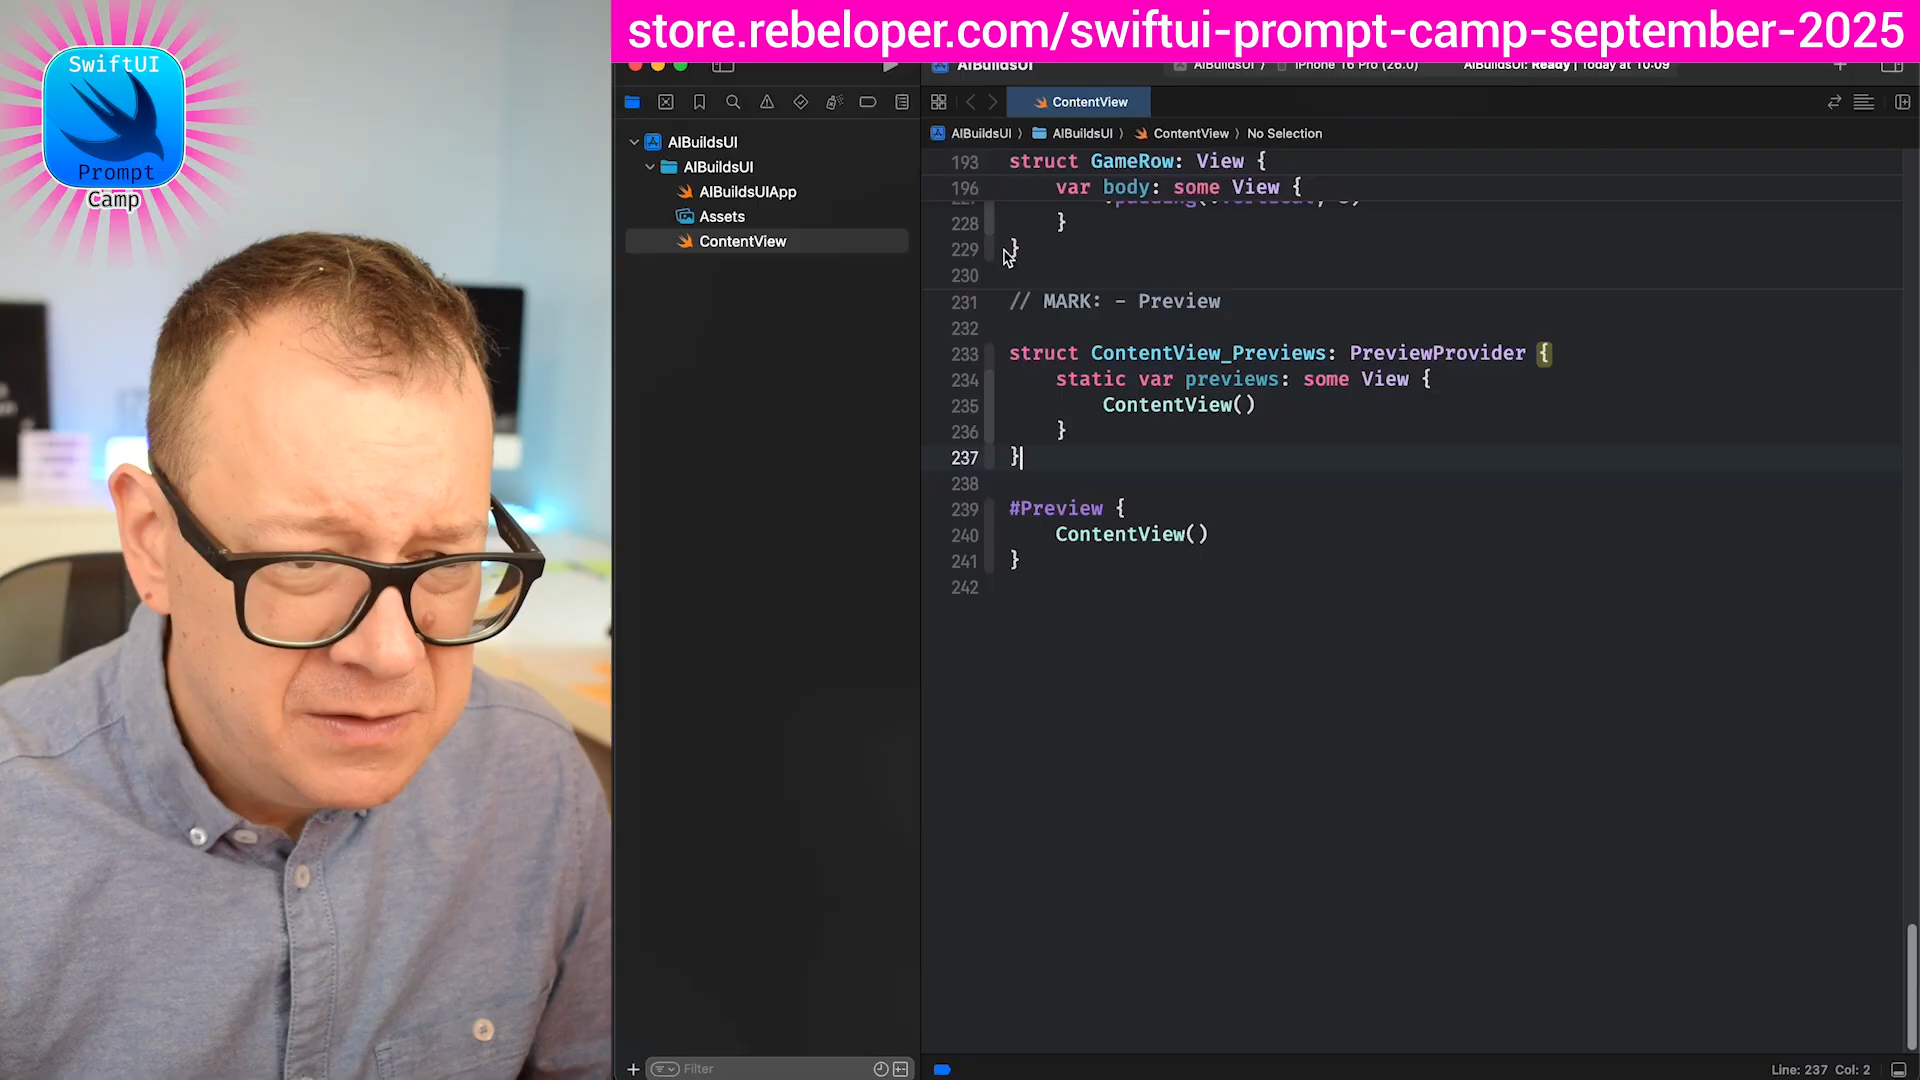 store.rebeloper.com/swiftui-prompt-camp-september-2025
SwiftUI
Prompt
Camp
AIBuildsUI
AIBuildsUI 〉 iPhone 16 Pro (26.0)
AIBuildsUI: Ready | Today at 10:09
ContentView
AIBuildsUI 〉 AIBuildsUI 〉 ContentView 〉 No Selection
AIBuildsUI
AIBuildsUI
AIBuildsUIApp
Assets
ContentView
193 struct GameRow: View {
196 var body: some View {
228 }
229 }
230
231 // MARK: - Preview
232
233 struct ContentView_Previews: PreviewProvider {
234 static var previews: some View {
235 ContentView()
236 }
237 }
238
239 #Preview {
240 ContentView()
241 }
242
Filter
Line: 237 Col: 2